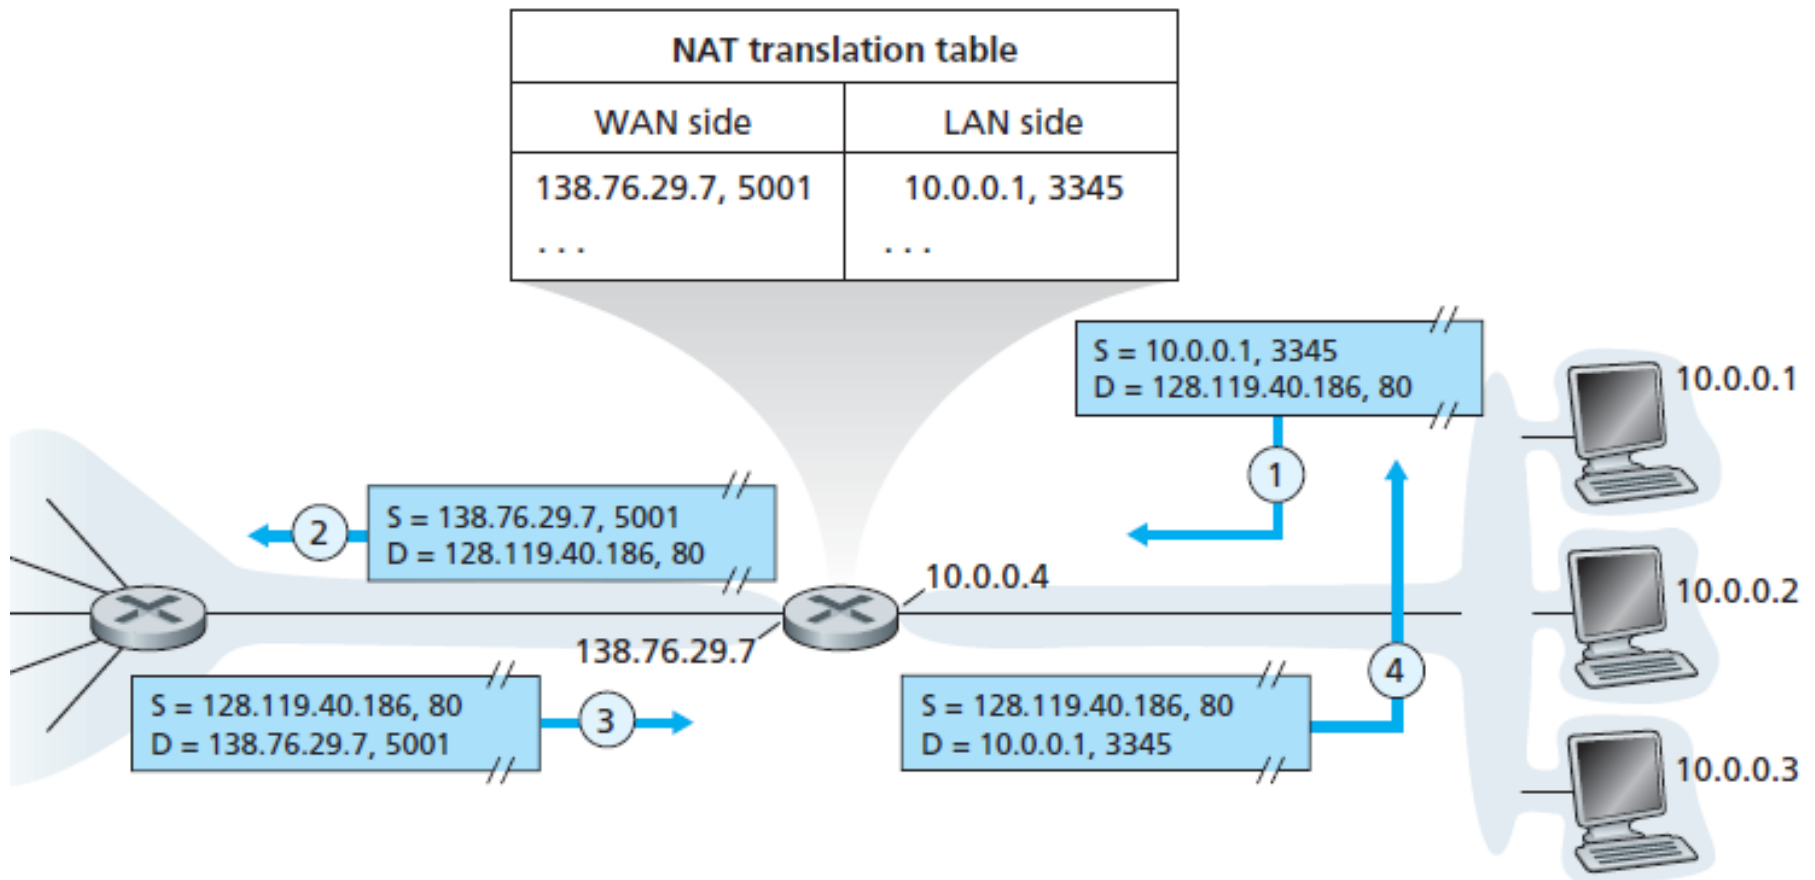 NAT translation table
WAN side
LAN side
138.76.29.7, 5001
10.0.0.1, 3345
. . .
. . .
S = 10.0.0.1, 3345
D = 128.119.40.186, 80
10.0.0.1
1
2
S = 138.76.29.7, 5001
D = 128.119.40.186, 80
10.0.0.4
10.0.0.2
138.76.29.7
4
S = 128.119.40.186, 80
D = 138.76.29.7, 5001
3
S = 128.119.40.186, 80
D = 10.0.0.1, 3345
10.0.0.3